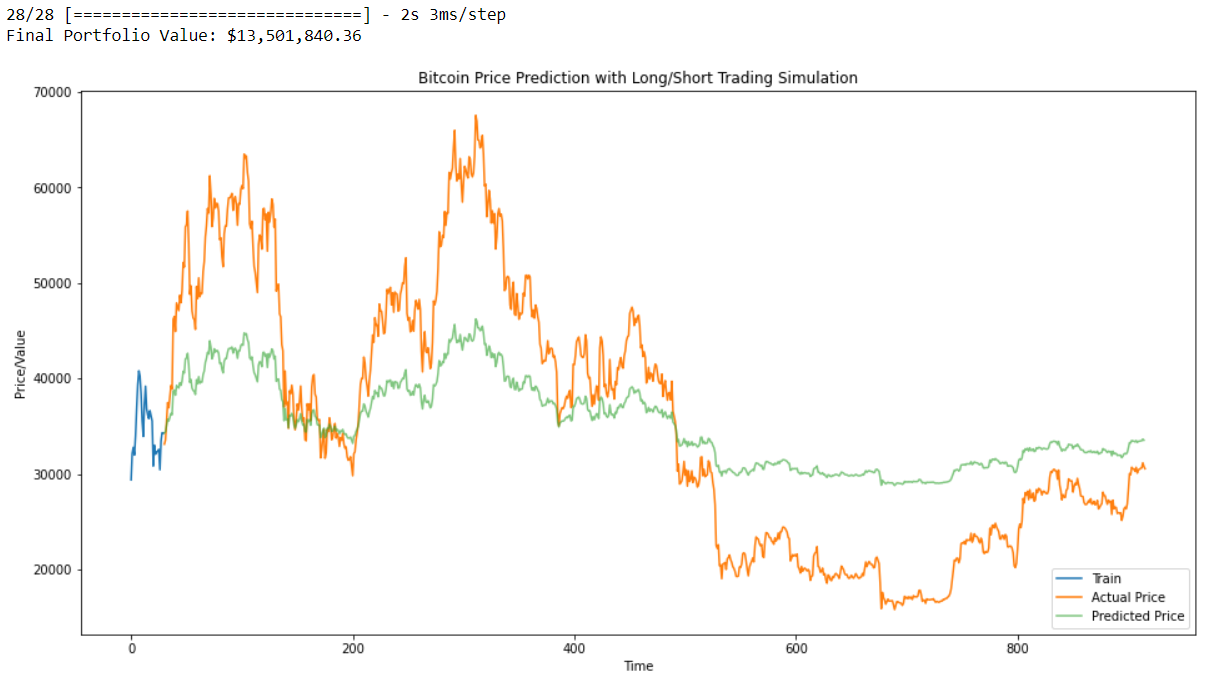 28/28 [==============================] - 2s 3ms/step
Final Portfolio Value: $13,501,840.36
Bitcoin Price Prediction with Long/Short Trading Simulation
70000
60000
50000
40000
30000
20000
Price/Value
0
200
400
600
800
Time
Train
Actual Price
Predicted Price